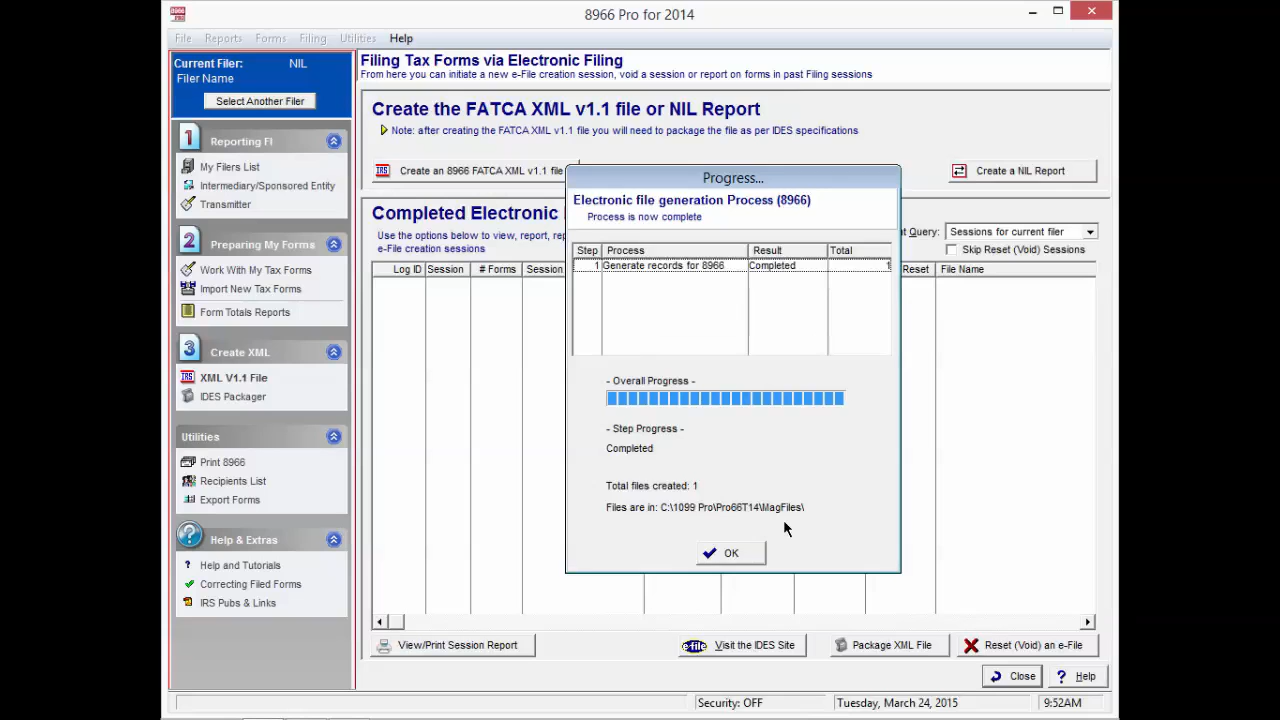 8966 Pro for 2014
File Reports Forms Filing Utilities Help
Current Filer: NIL
Filer Name
Select Another Filer
1 Reporting FI
My Filers List
Intermediary/Sponsored Entity
Transmitter
2 Preparing My Forms
Work With My Tax Forms
Import New Tax Forms
Form Totals Reports
3 Create XML
IRS XML V1.1 File
IDES Packager
Utilities
Print 8966
Recipients List
Export Forms
? Help & Extras
? Help and Tutorials
Correcting Filed Forms
IRS Pubs & Links
Filing Tax Forms via Electronic Filing
From here you can initiate a new e-File creation session, void a session or report on forms in past Filing sessions
Create the FATCA XML v1.1 file or NIL Report
Note: after creating the FATCA XML v1.1 file you will need to package the file as per IDES specifications
IRS Create an 8966 FATCA XML v1.1 file
Create a NIL Report
Completed Electronic
Use the options below to view, report, re
e-File creation sessions
t Query: Sessions for current filer
Skip Reset (Void) Sessions
Log ID Session # Forms Session Reset File Name
Progress...
Electronic file generation Process (8966)
Process is now complete
Step Process Result Total
1 Generate records for 8966 Completed 1
- Overall Progress -
- Step Progress -
Completed
Total files created: 1
Files are in: C:\1099 Pro\Pro66T14\MagFiles\
OK
View/Print Session Report
e-file Visit the IDES Site
Package XML File
Reset (Void) an e-File
Close
? Help
Security: OFF
Tuesday, March 24, 2015
9:52AM